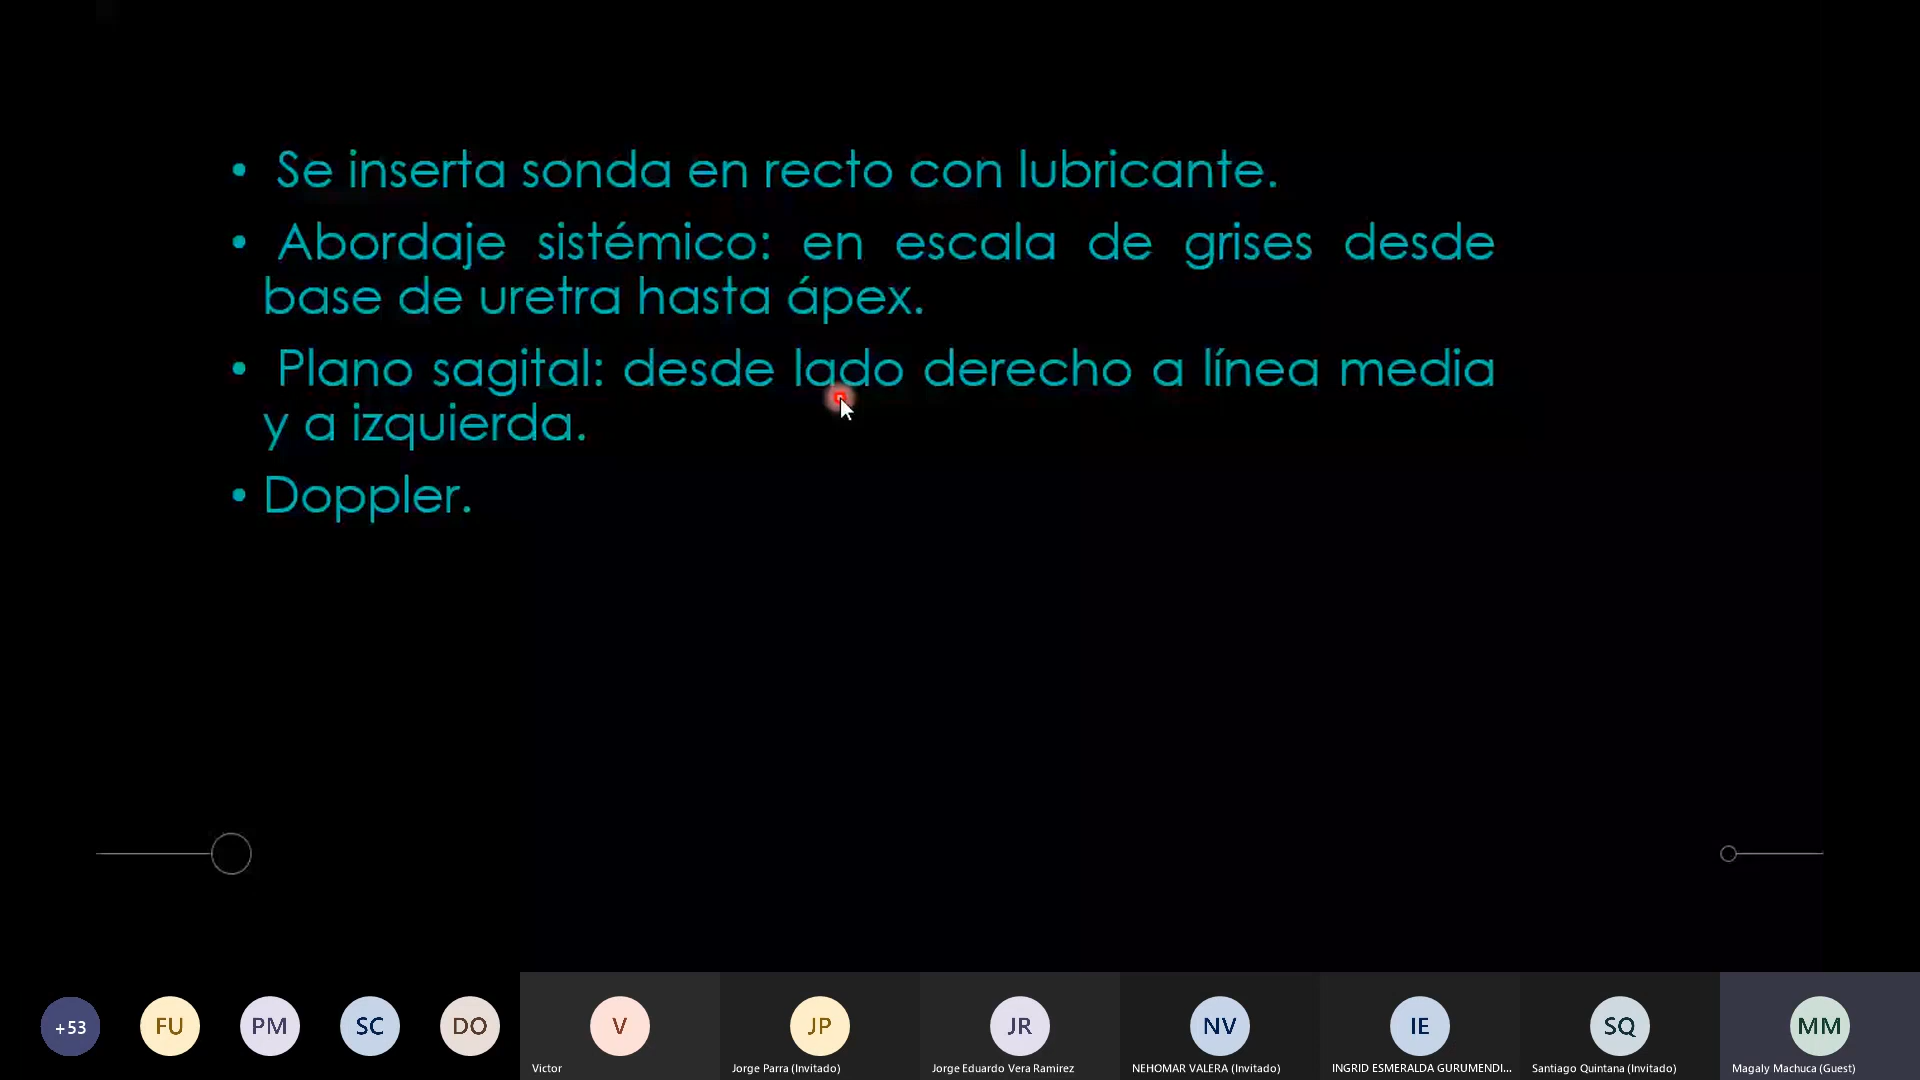 • Se inserta sonda en recto con lubricante.
• Abordaje sistémico: en escala de grises desde
base de uretra hasta ápex.
• Plano sagital: desde lado derecho a línea media
y a izquierda.
• Doppler.
+53
FU
PM
SC
DO
V
JP
JR
NV
IE
SQ
MM
Victor
Jorge Parra (Invitado)
Jorge Eduardo Vera Ramirez
NEHOMAR VALERA (Invitado)
INGRID ESMERALDA GURUMENDI...
Santiago Quintana (Invitado)
Magaly Machuca (Guest)